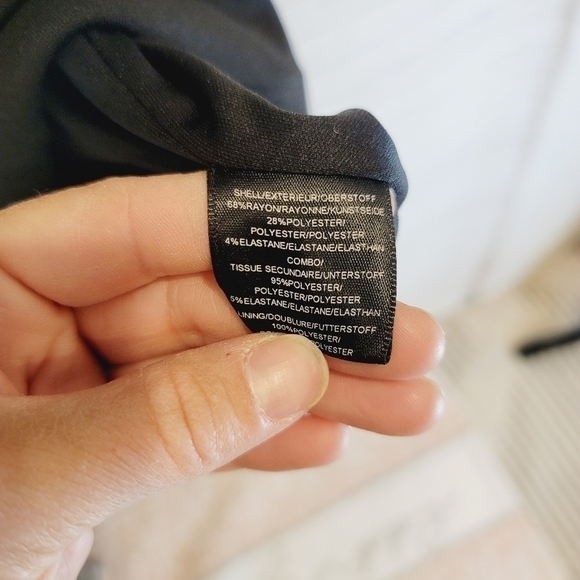 SHELL/EXTERIEUR/OBERSTOFF
68%RAYON/RAYONNE/KUNSTSEIDE
28%POLYESTER/
POLYESTER/POLYESTER
4%ELASTANE/ELASTANE/ELASTHAN
COMBO/
TISSUE SECUNDAIRE/UNTERSTOFF
95%POLYESTER/
POLYESTER/POLYESTER
5%ELASTANE/ELASTANE/ELASTHAN
LINING/DOUBLURE/FUTTERSTOFF
100%POLYESTER/
POLYESTER